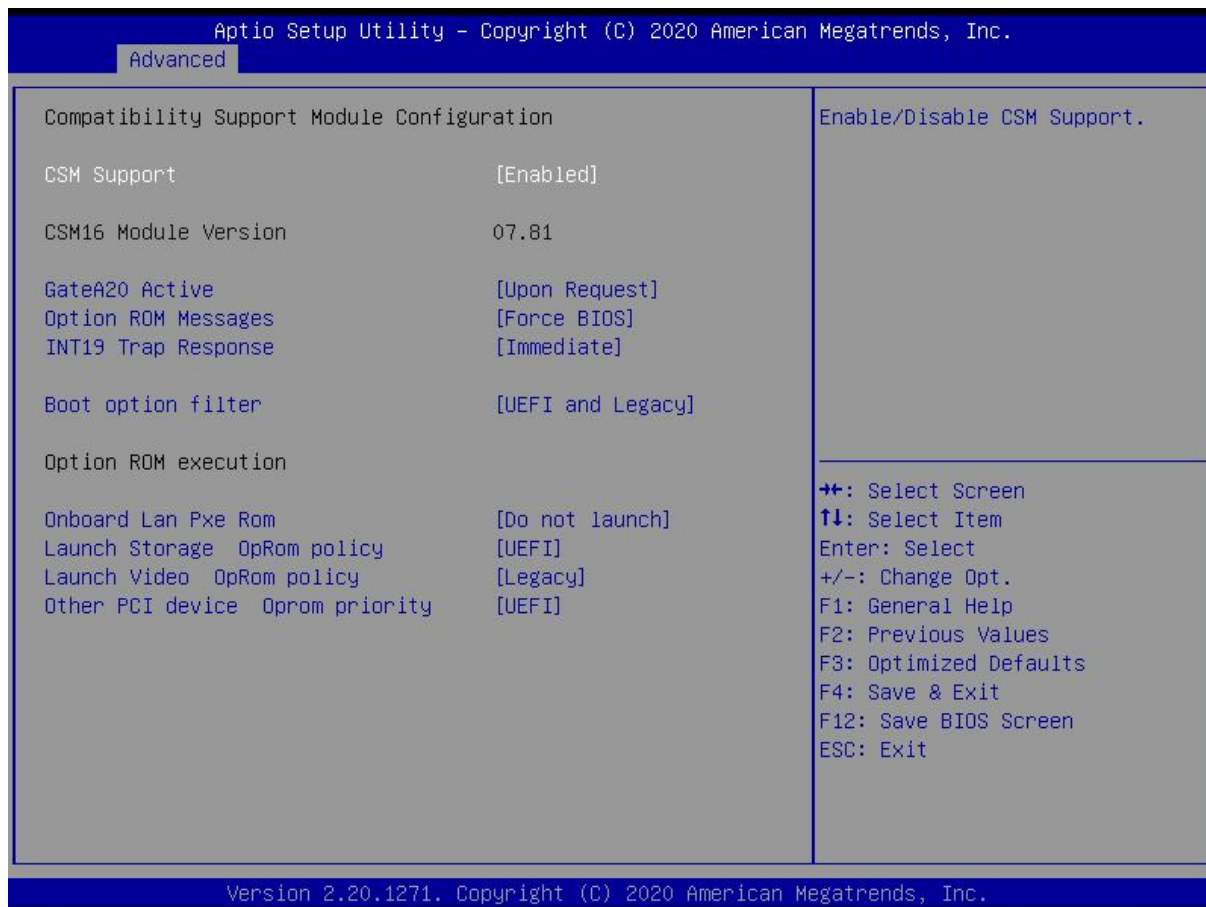 Aptio Setup Utility – Copyright (C) 2020 American Megatrends, Inc.
Advanced
Compatibility Support Module Configuration
CSM Support [Enabled]
CSM16 Module Version 07.81
GateA20 Active [Upon Request]
Option ROM Messages [Force BIOS]
INT19 Trap Response [Immediate]
Boot option filter [UEFI and Legacy]
Option ROM execution
Onboard Lan Pxe Rom [Do not launch]
Launch Storage OpRom policy [UEFI]
Launch Video OpRom policy [Legacy]
Other PCI device Oprom priority [UEFI]
Enable/Disable CSM Support.
→←: Select Screen
↑↓: Select Item
Enter: Select
+/-: Change Opt.
F1: General Help
F2: Previous Values
F3: Optimized Defaults
F4: Save & Exit
F12: Save BIOS Screen
ESC: Exit
Version 2.20.1271. Copyright (C) 2020 American Megatrends, Inc.